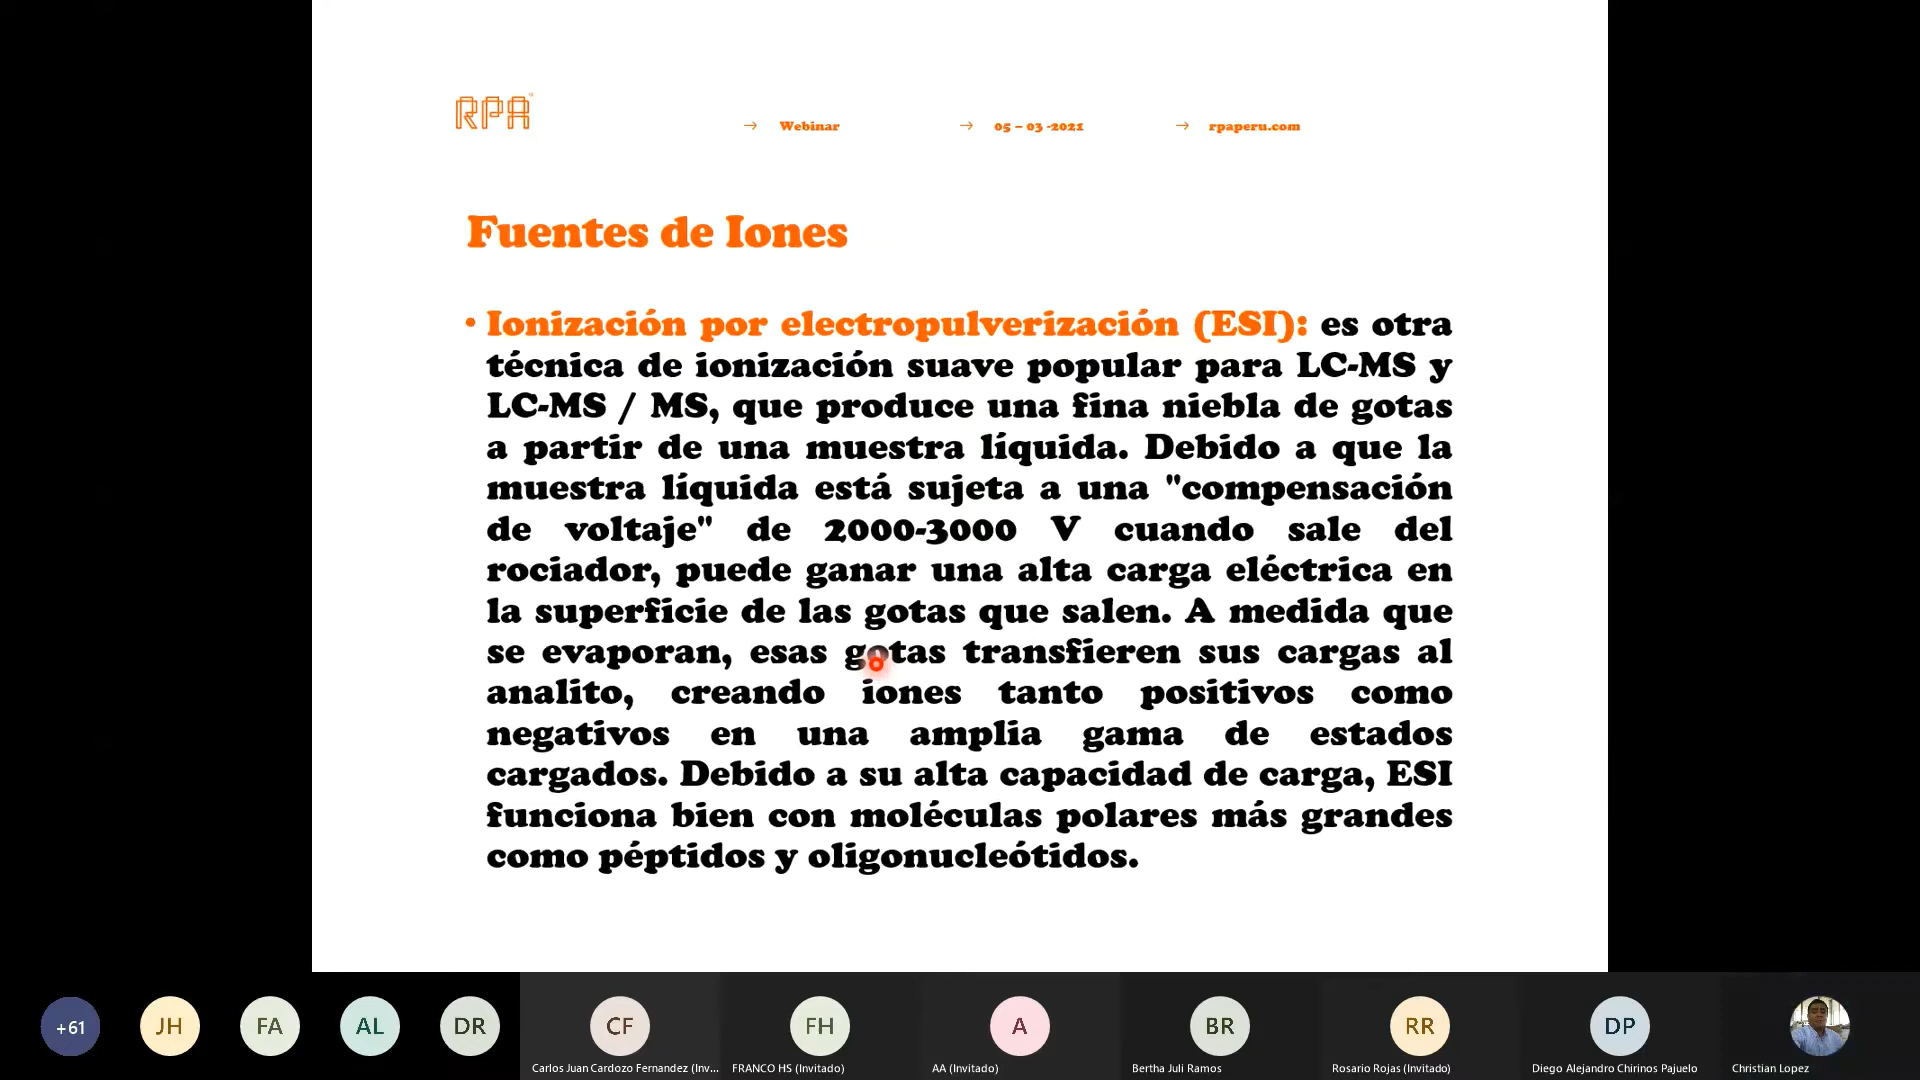 RPA
→ Webinar → 05 – 03 -2021 → rpaperu.com
Fuentes de Iones
• Ionización por electropulverización (ESI): es otra
técnica de ionización suave popular para LC-MS y
LC-MS / MS, que produce una fina niebla de gotas
a partir de una muestra líquida. Debido a que la
muestra líquida está sujeta a una "compensación
de voltaje" de 2000-3000 V cuando sale del
rociador, puede ganar una alta carga eléctrica en
la superficie de las gotas que salen. A medida que
se evaporan, esas gotas transfieren sus cargas al
analito, creando iones tanto positivos como
negativos en una amplia gama de estados
cargados. Debido a su alta capacidad de carga, ESI
funciona bien con moléculas polares más grandes
como péptidos y oligonucleótidos.
+61 JH FA AL DR CF FH A BR RR DP
Carlos Juan Cardozo Fernandez (Inv... FRANCO HS (Invitado) AA (Invitado) Bertha Juli Ramos Rosario Rojas (Invitado) Diego Alejandro Chirinos Pajuelo Christian Lopez